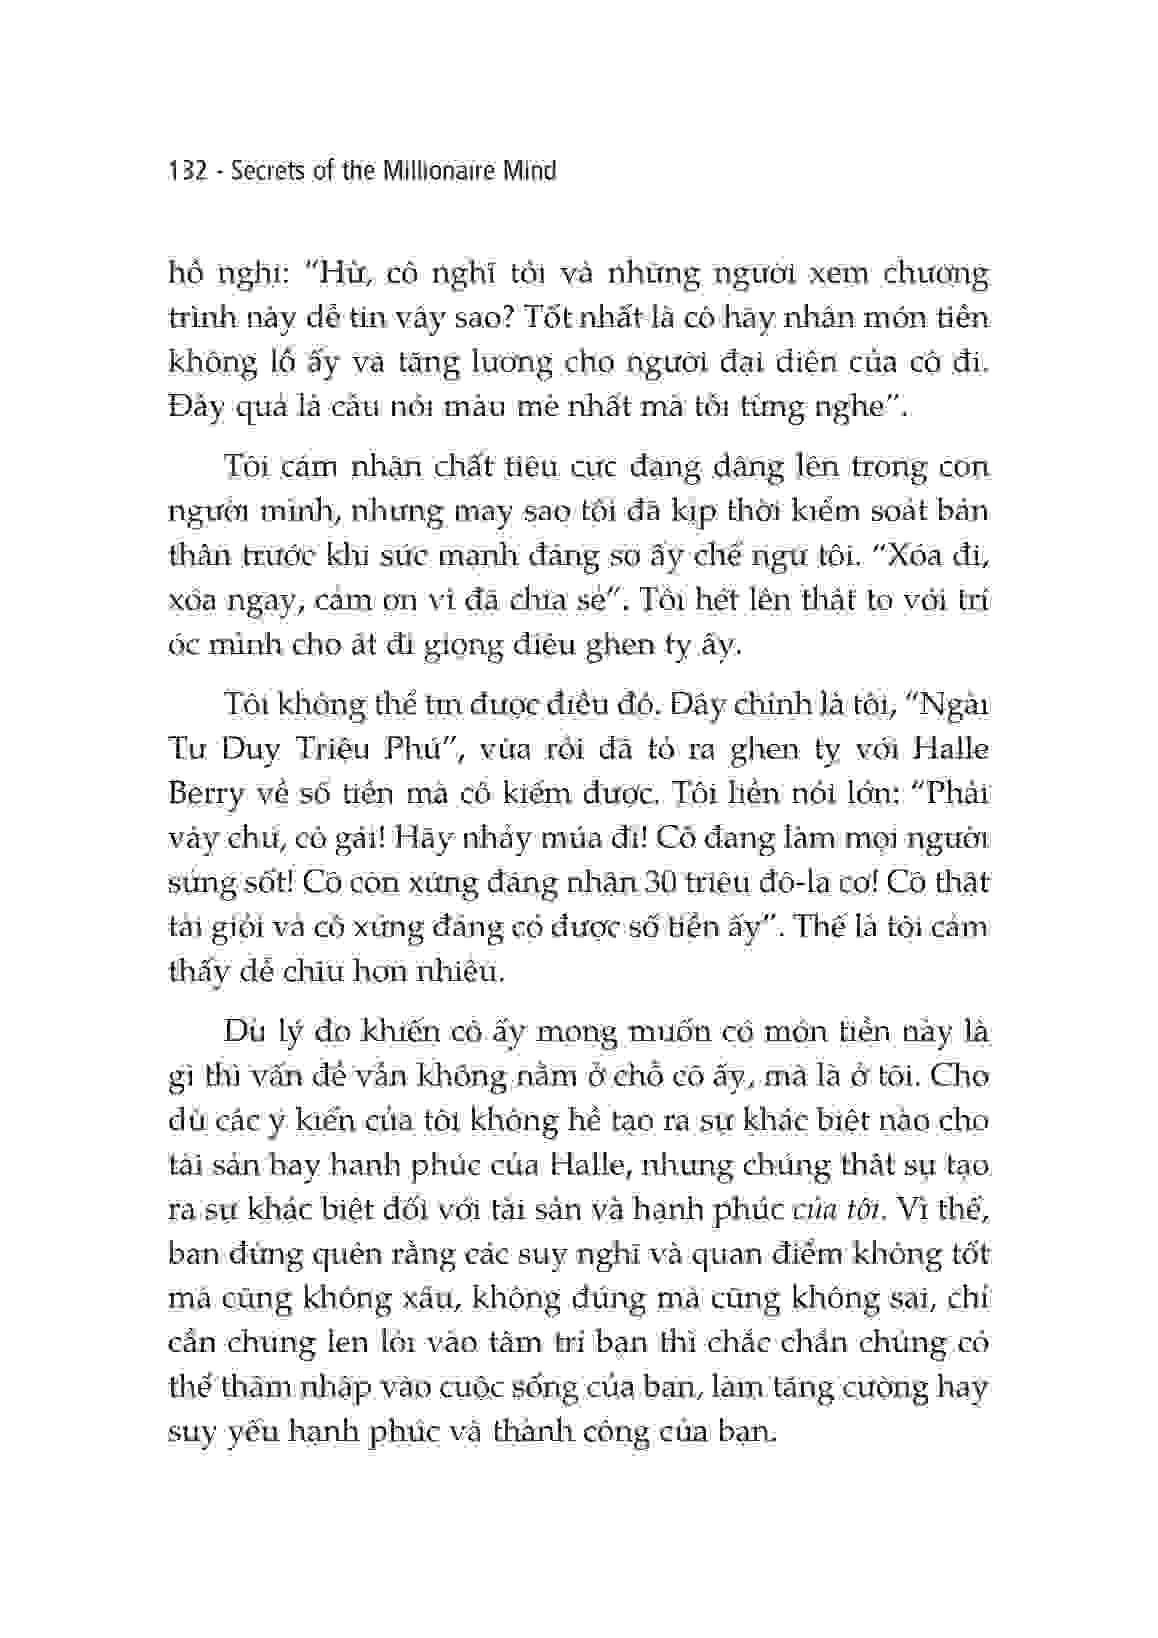 132 - Secrets of the Millionaire Mind
hồ nghi: “Hừ, cô nghĩ tôi và những người xem chương
trình này dễ tin vậy sao? Tốt nhất là cô hãy nhân món tiền
khổng lồ ấy và tăng lương cho người đại diện của cô đi.
Đây quả là câu nói màu mè nhất mà tôi từng nghe”.
Tôi cảm nhận chất tiêu cực đang dâng lên trong con
người mình, nhưng may sao tôi đã kịp thời kiểm soát bản
thân trước khi sức mạnh đáng sợ ấy chế ngự tôi. “Xóa đi,
xóa ngay, cảm ơn vì đã chia sẻ”. Tôi hét lên thật to với trí
óc mình cho át đi giọng điệu ghen tỵ ấy.
Tôi không thể tin được điều đó. Đây chính là tôi, “Ngài
Tư Duy Triệu Phú”, vừa rồi đã tỏ ra ghen tỵ với Halle
Berry về số tiền mà cô kiếm được. Tôi liền nói lớn: “Phải
vậy chứ, cô gái! Hãy nhảy múa đi! Cô đang làm mọi người
sửng sốt! Cô còn xứng đáng nhận 30 triệu đô-la cơ! Cô thật
tài giỏi và cô xứng đáng có được số tiền ấy”. Thế là tôi cảm
thấy dễ chịu hơn nhiều.
Dù lý do khiến cô ấy mong muốn có món tiền này là
gì thì vấn đề vẫn không nằm ở chỗ cô ấy, mà là ở tôi. Cho
dù các ý kiến của tôi không hề tạo ra sự khác biệt nào cho
tài sản hay hạnh phúc của Halle, nhưng chúng thật sự tạo
ra sự khác biệt đối với tài sản và hạnh phúc của tôi. Vì thế,
bạn đừng quên rằng các suy nghĩ và quan điểm không tốt
mà cũng không xấu, không đúng mà cũng không sai, chỉ
cần chúng len lỏi vào tâm trí bạn thì chắc chắn chúng có
thể thâm nhập vào cuộc sống của bạn, làm tăng cường hay
suy yếu hạnh phúc và thành công của bạn.